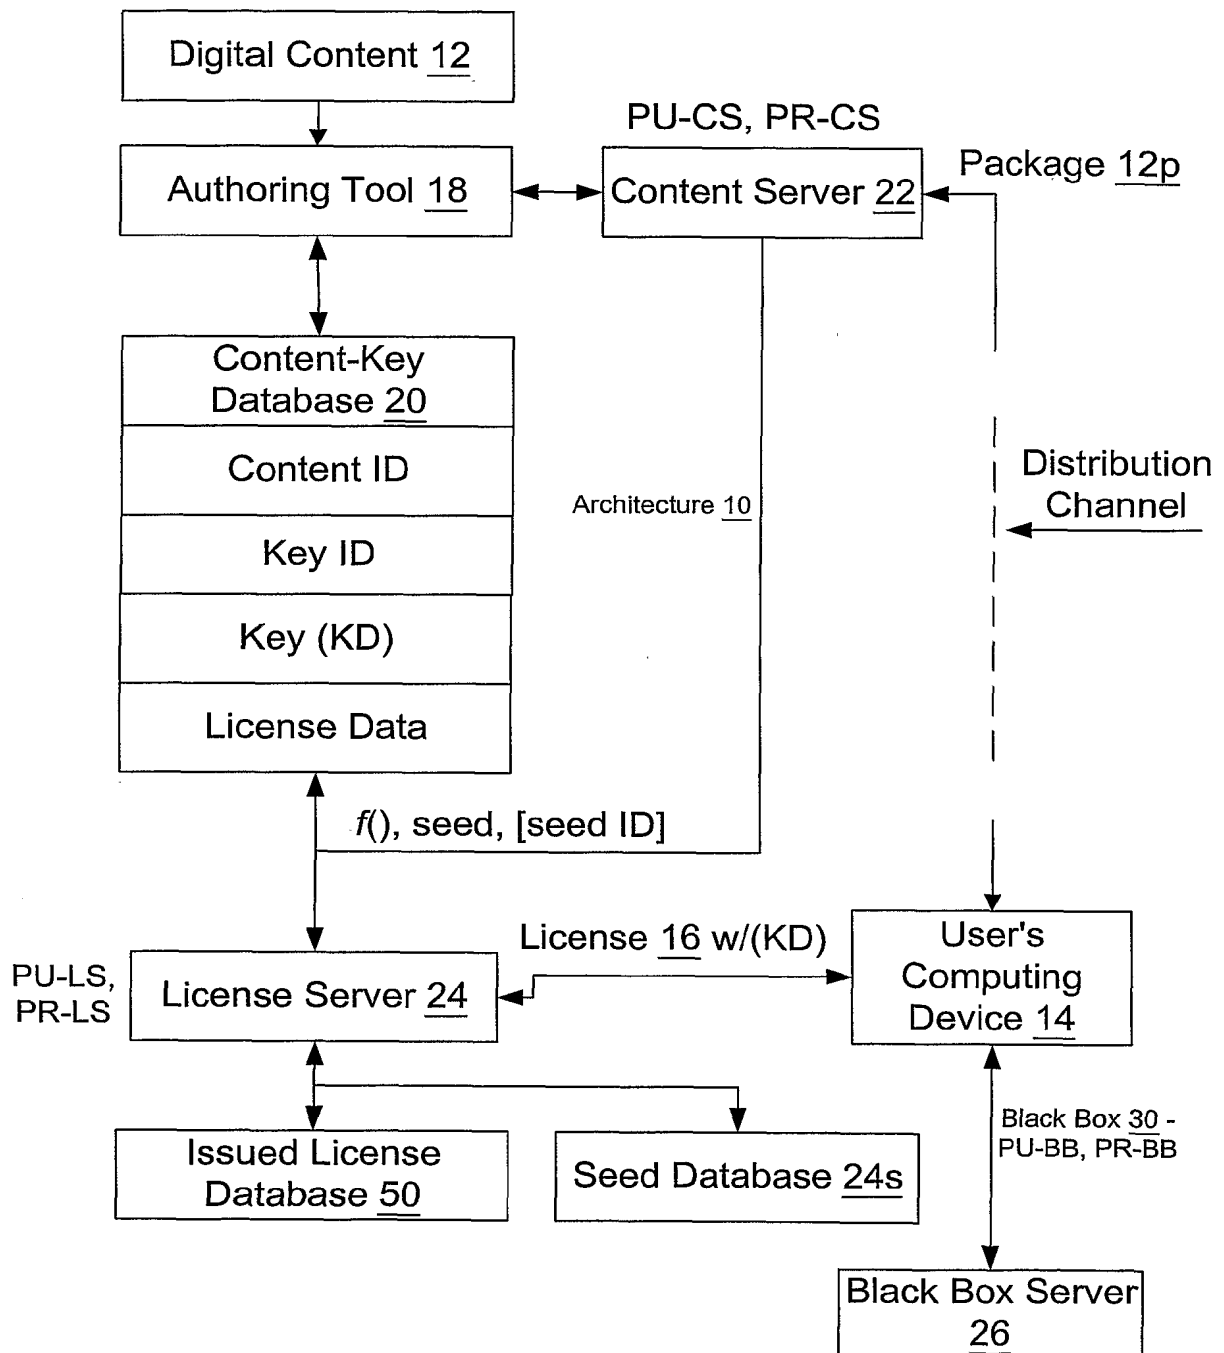 Digital Content 12
PU-CS, PR-CS
Authoring Tool 18
Content Server 22
Package 12p
Content-Key
Database 20
Content ID
Key ID
Key (KD)
License Data
Architecture 10
Distribution
Channel
f(), seed, [seed ID]
PU-LS,
PR-LS
License Server 24
License 16 w/(KD)
User's
Computing
Device 14
Issued License
Database 50
Seed Database 24s
Black Box 30 -
PU-BB, PR-BB
Black Box Server
26